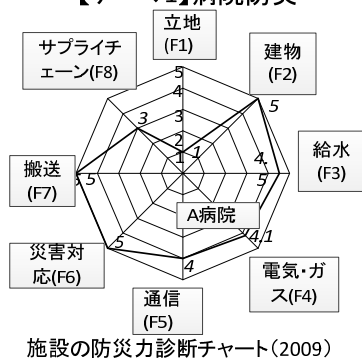 立地
(F1)
サプライチ
ェーン(F8)
建物
(F2)
5
4
3
2
1
3
1
5
4.
5
給水
(F3)
搬送
(F7)
5
A病院
災害対
応(F6)
5
4
4.1
電気・ガ
ス(F4)
通信
(F5)
施設の防災力診断チャート(2009)